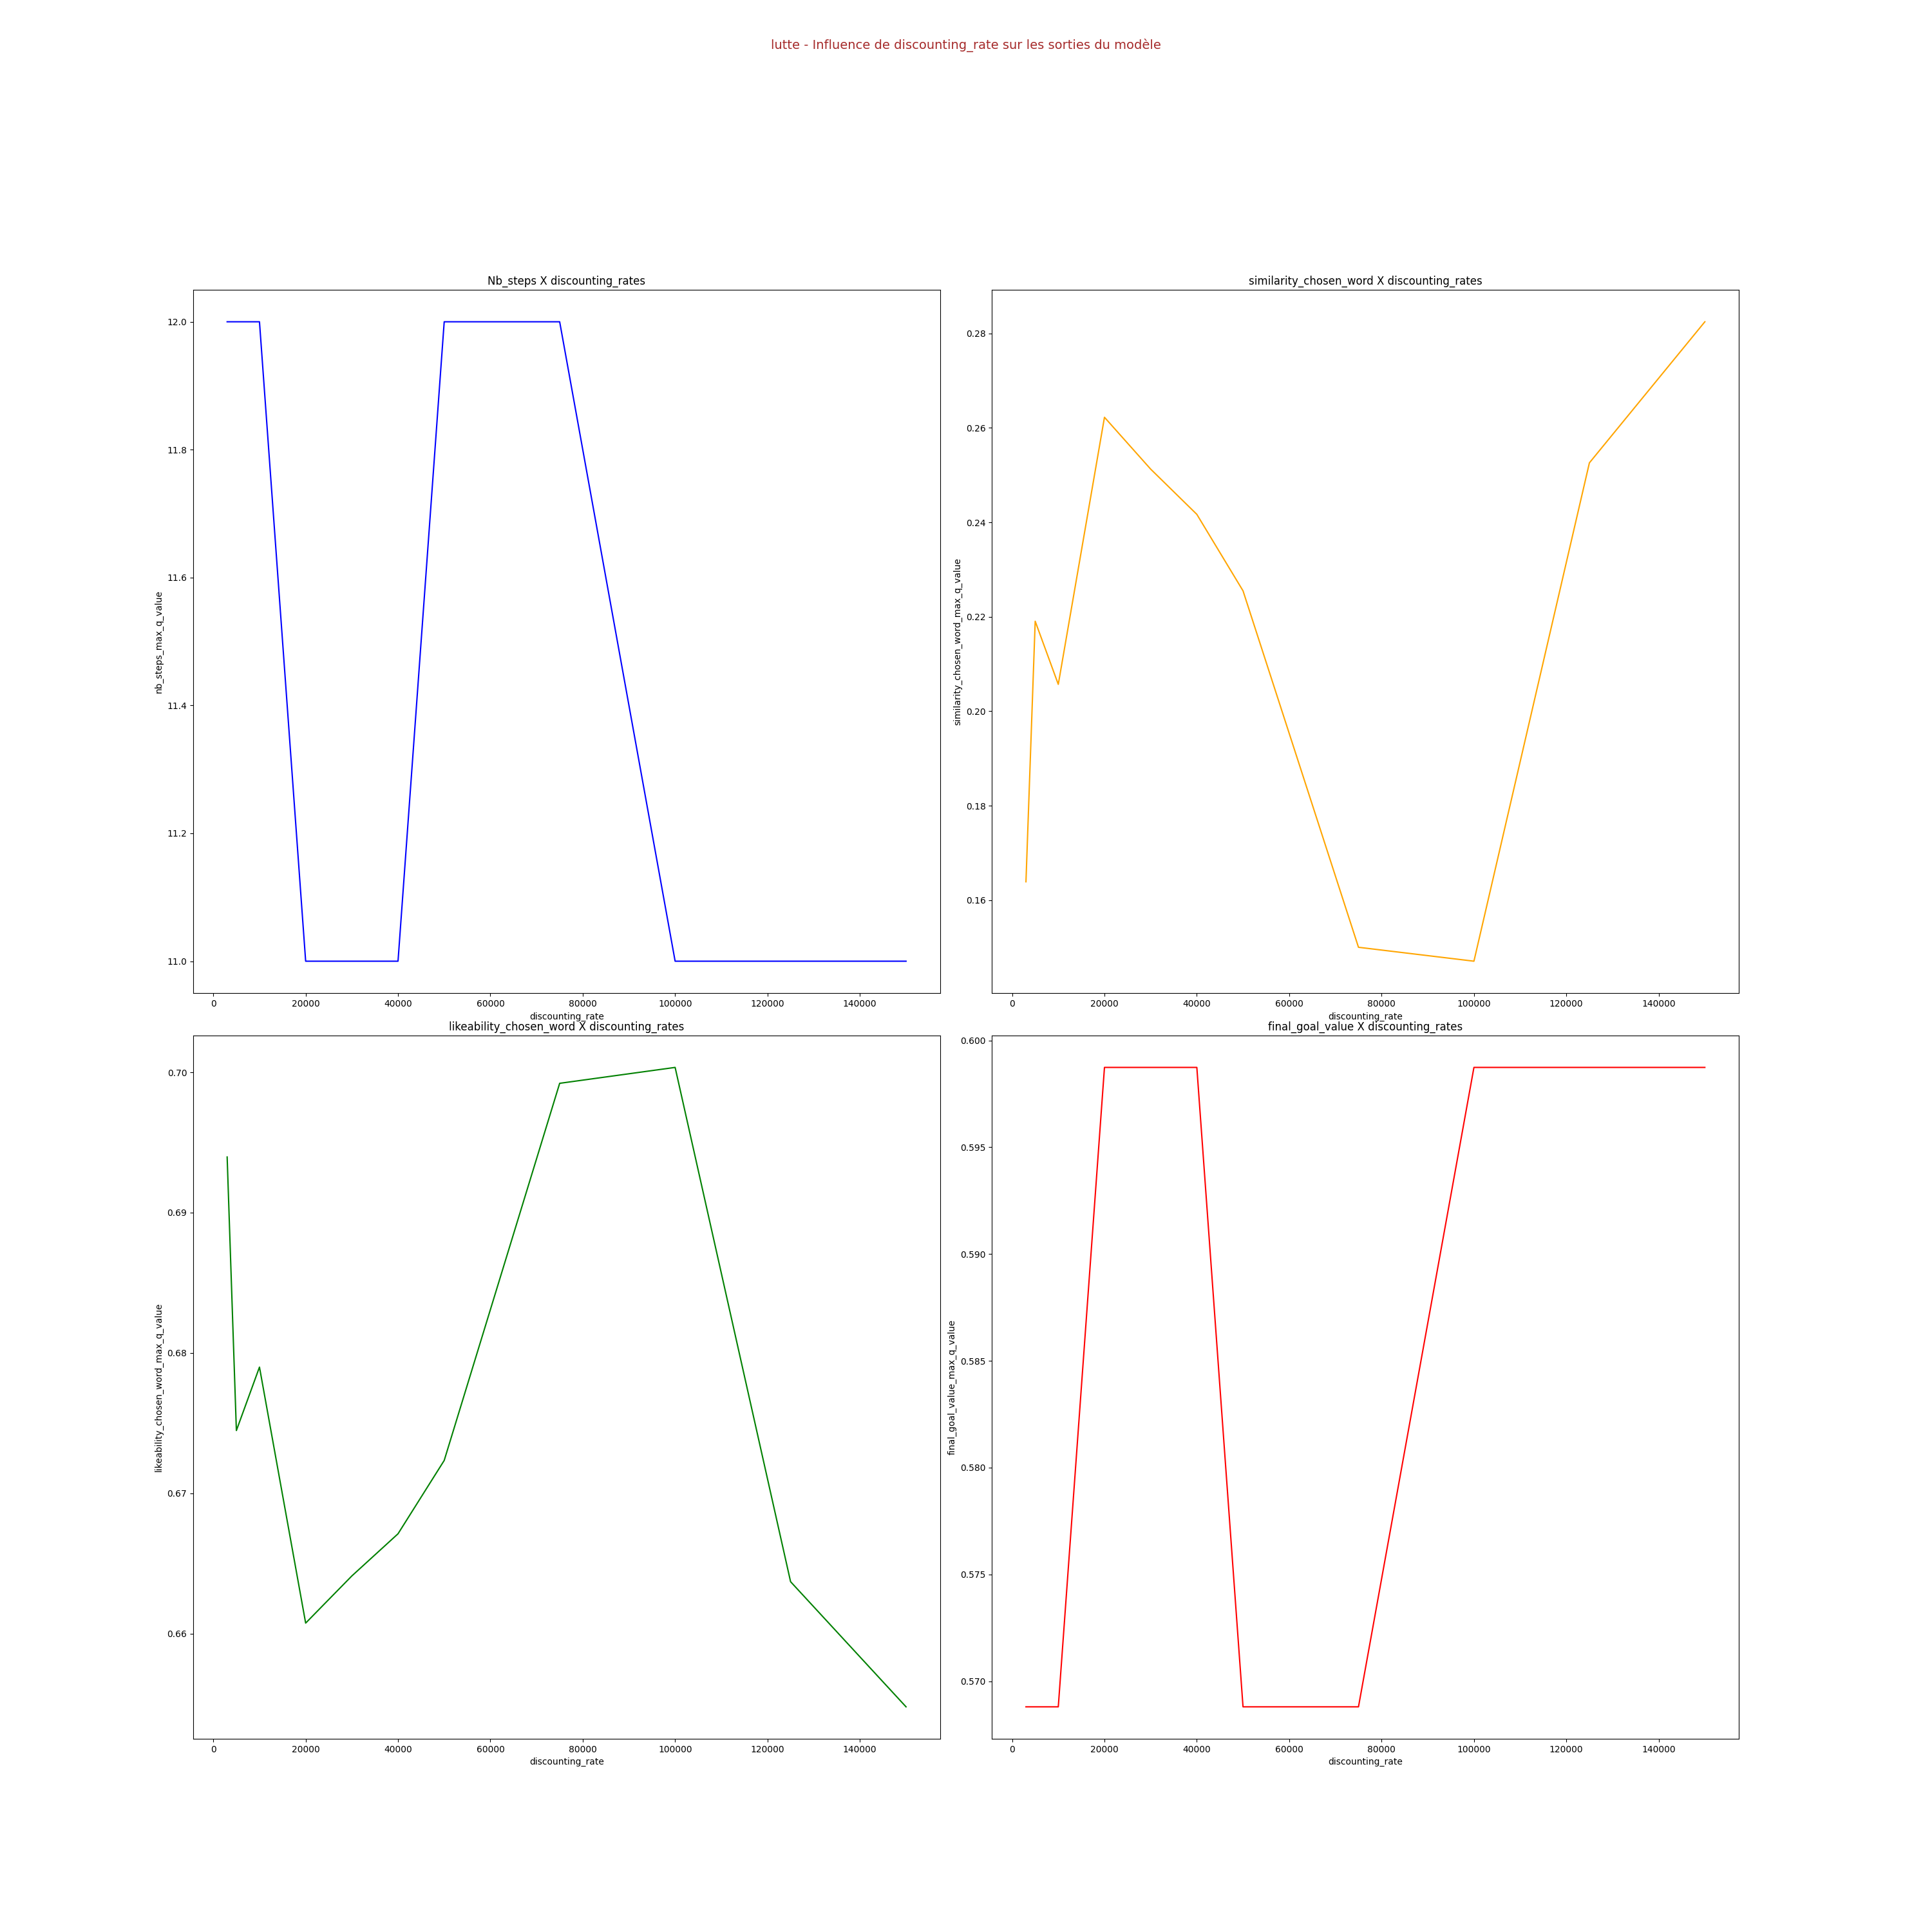 lutte - Influence de discounting_rate sur les sorties du modèle
Nb_steps X discounting_rates
nb_steps_max_q_value
12.0
11.8
11.6
11.4
11.2
11.0
0 20000 40000 60000 80000 100000 120000 140000
discounting_rate
similarity_chosen_word X discounting_rates
similarity_chosen_word_max_q_value
0.28
0.26
0.24
0.22
0.20
0.18
0.16
0 20000 40000 60000 80000 100000 120000 140000
discounting_rate
likeability_chosen_word X discounting_rates
likeability_chosen_word_max_q_value
0.70
0.69
0.68
0.67
0.66
0 20000 40000 60000 80000 100000 120000 140000
discounting_rate
final_goal_value X discounting_rates
final_goal_value_max_q_value
0.600
0.595
0.590
0.585
0.580
0.575
0.570
0 20000 40000 60000 80000 100000 120000 140000
discounting_rate